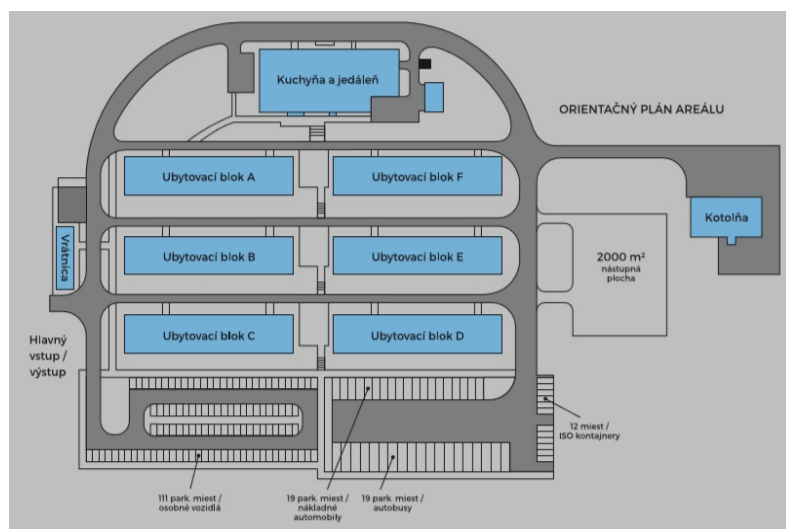 Kuchyňa a jedáleň
ORIENTAČNÝ PLÁN AREÁLU
Ubytovací blok A
Ubytovací blok F
Kotolňa
Vrátnica
Ubytovací blok B
Ubytovací blok E
2000 m²
nástupná
plocha
Ubytovací blok C
Ubytovací blok D
Hlavný
vstup /
výstup
12 miest /
ISO kontajnery
111 park. miest /
osobné vozidlá
19 park. miest /
nákladné
automobily
19 park. miest /
autobusy